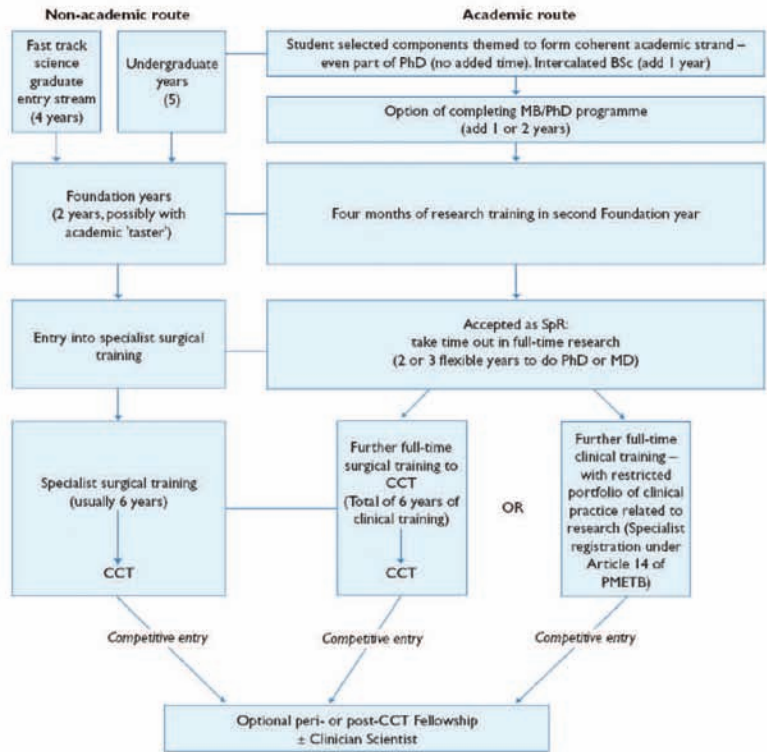 Non-academic route
Academic route
Fast track
science
graduate
entry stream
(4 years)
Undergraduate
years
(5)
Student selected components themed to form coherent academic strand –
even part of PhD (no added time). Intercalated BSc (add 1 year)
Option of completing MB/PhD programme
(add 1 or 2 years)
Foundation years
(2 years, possibly with
academic 'taster')
Four months of research training in second Foundation year
Entry into specialist surgical
training
Accepted as SpR:
take time out in full-time research
(2 or 3 flexible years to do PhD or MD)
Specialist surgical training
(usually 6 years)
CCT
Further full-time
surgical training to
CCT
(Total of 6 years of
clinical training)
CCT
OR
Further full-time
clinical training –
with restricted
portfolio of clinical
practice related to
research (Specialist
registration under
Article 14 of
PMETB)
Competitive entry
Competitive entry
Competitive entry
Optional peri- or post-CCT Fellowship
± Clinician Scientist